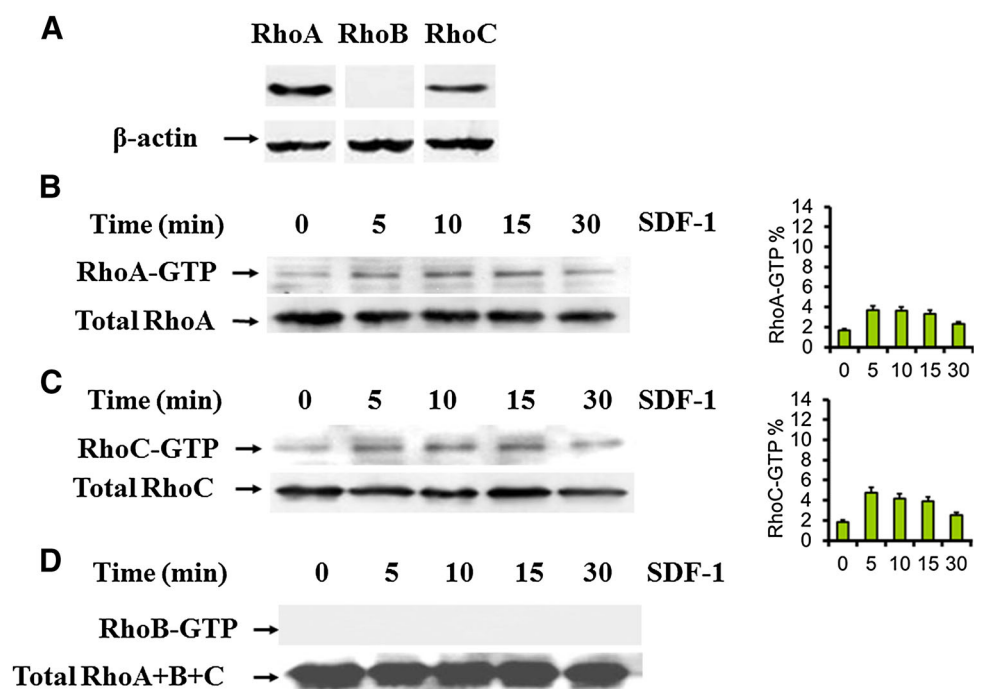 A
RhoA RhoB RhoC
β-actin
B
Time (min) 0 5 10 15 30 SDF-1
RhoA-GTP
Total RhoA
RhoA-GTP %
14
12
10
8
6
4
2
0
0 5 10 15 30
C
Time (min) 0 5 10 15 30 SDF-1
RhoC-GTP
Total RhoC
RhoC-GTP %
14
12
10
8
6
4
2
0
0 5 10 15 30
D
Time (min) 0 5 10 15 30 SDF-1
RhoB-GTP
Total RhoA+B+C